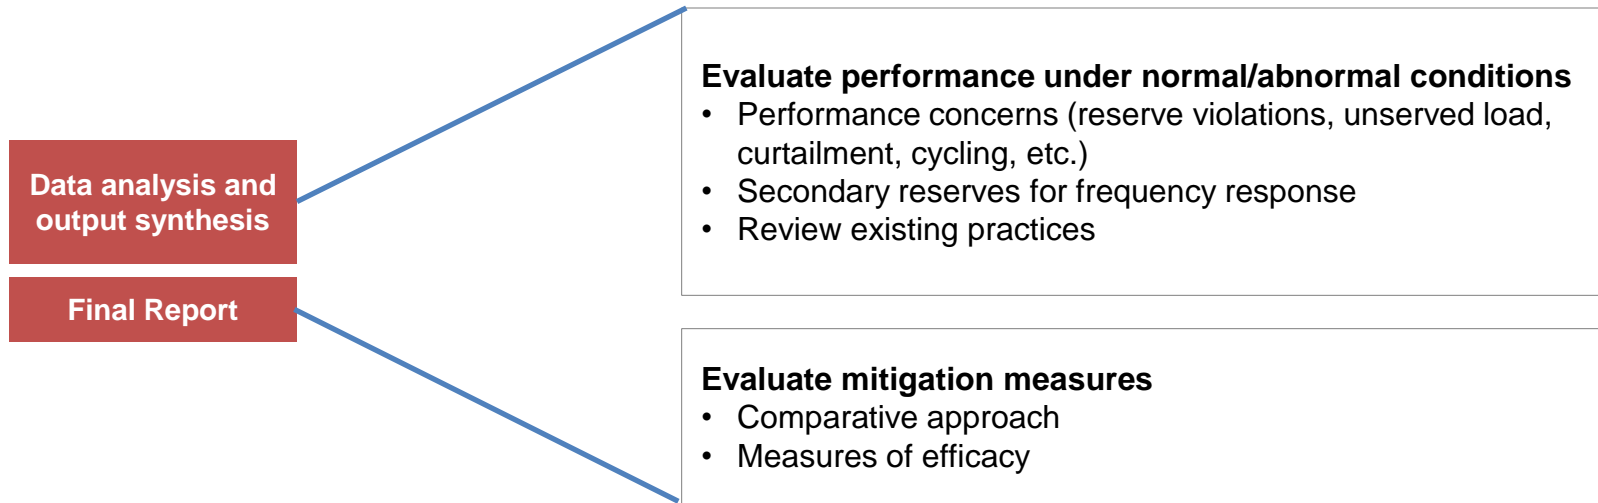 Data analysis and
output synthesis
Final Report
Evaluate performance under normal/abnormal conditions
• Performance concerns (reserve violations, unserved load,
curtailment, cycling, etc.)
• Secondary reserves for frequency response
• Review existing practices
Evaluate mitigation measures
• Comparative approach
• Measures of efficacy